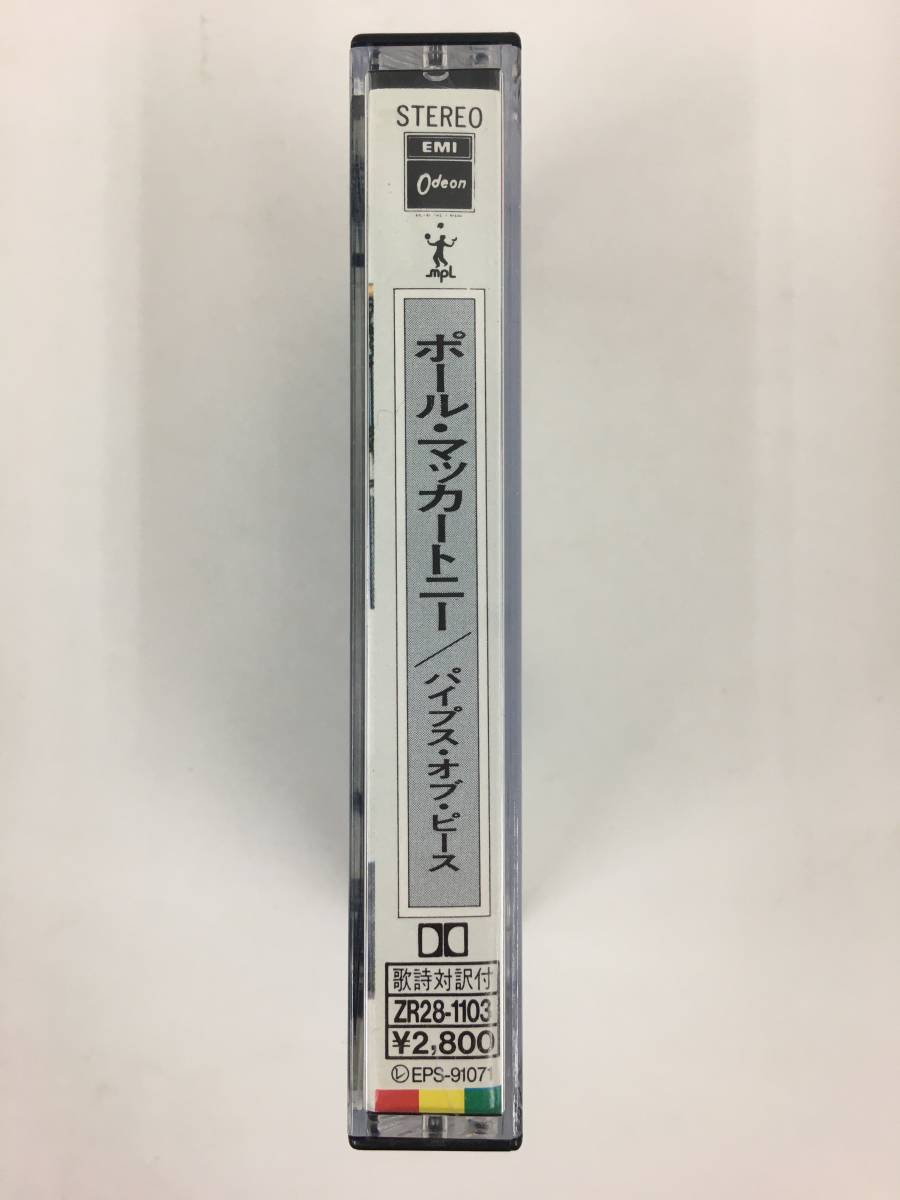 STEREO
EMI
Odeon
mpL
ポール・マッカートニー/パイプス・オブ・ピース
歌詩対訳付
ZR28-1103
¥2,800
Ⓛ EPS-91071